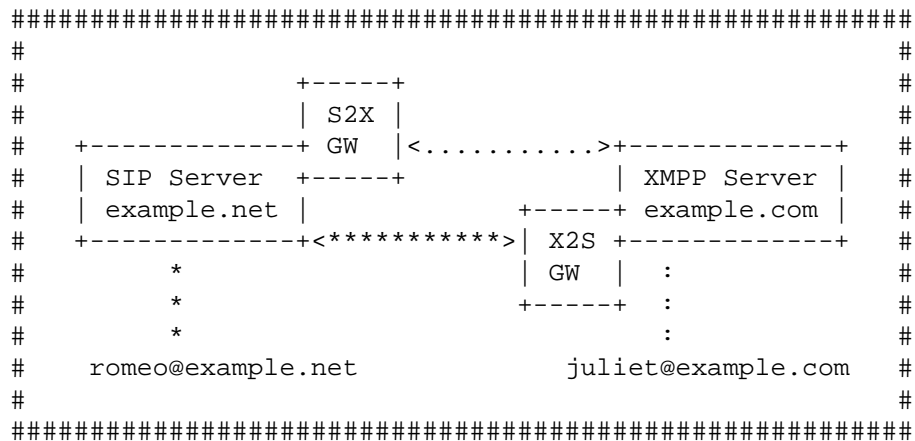 #########################################################
#                                                       #
#                 +-----+                               #
#                 | S2X |                               #
#   +-------------+ GW  |<...........>+-------------+   #
#   | SIP Server  +-----+             | XMPP Server |   #
#   | example.net |             +-----+ example.com |   #
#   +-------------+<***********>| X2S +-------------+   #
#         *                     | GW  |  :              #
#         *                     +-----+  :              #
#         *                              :              #
#    romeo@example.net             juliet@example.com   #
#                                                       #
#########################################################